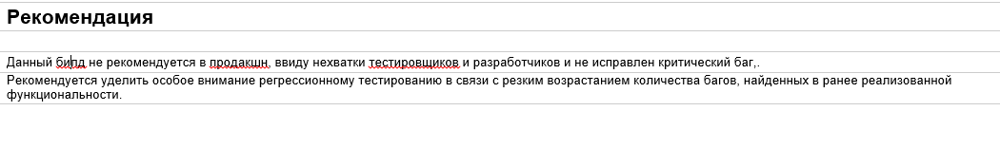 Рекомендация
Данный билд не рекомендуется в продакшн, ввиду нехватки тестировщиков и разработчиков и не исправлен критический баг,.
Рекомендуется уделить особое внимание регрессионному тестированию в связи с резким возрастанием количества багов, найденных в ранее реализованной
функциональности.